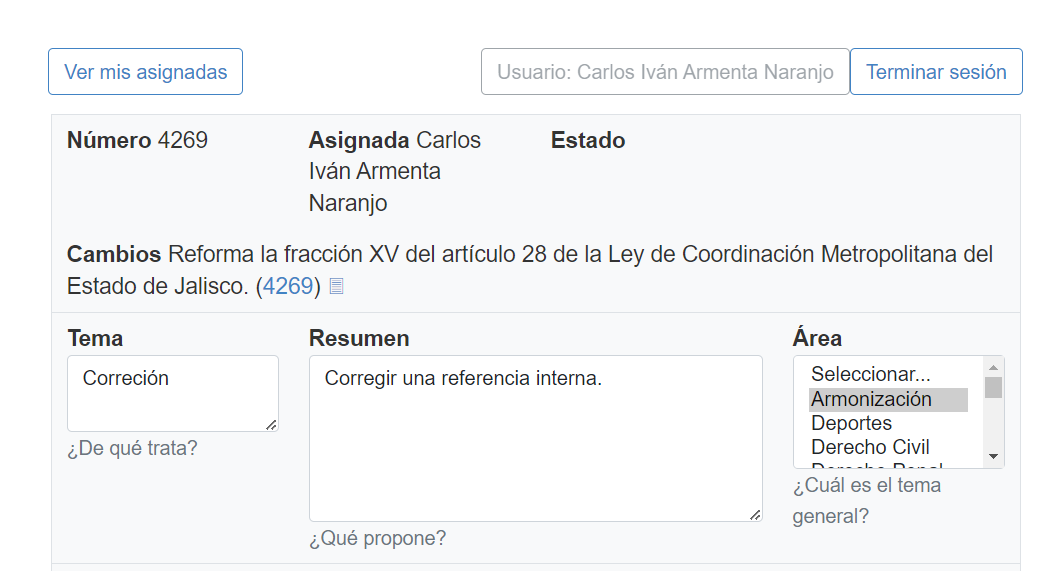 Ver mis asignadas
Usuario: Carlos Iván Armenta Naranjo
Terminar sesión
Número 4269
Asignada Carlos
Iván Armenta
Naranjo
Estado
Cambios Reforma la fracción XV del artículo 28 de la Ley de Coordinación Metropolitana del
Estado de Jalisco. (4269)
Tema
Correción
¿De qué trata?
Resumen
Corregir una referencia interna.
¿Qué propone?
Área
Seleccionar...
Armonización
Deportes
Derecho Civil
¿Cuál es el tema
general?